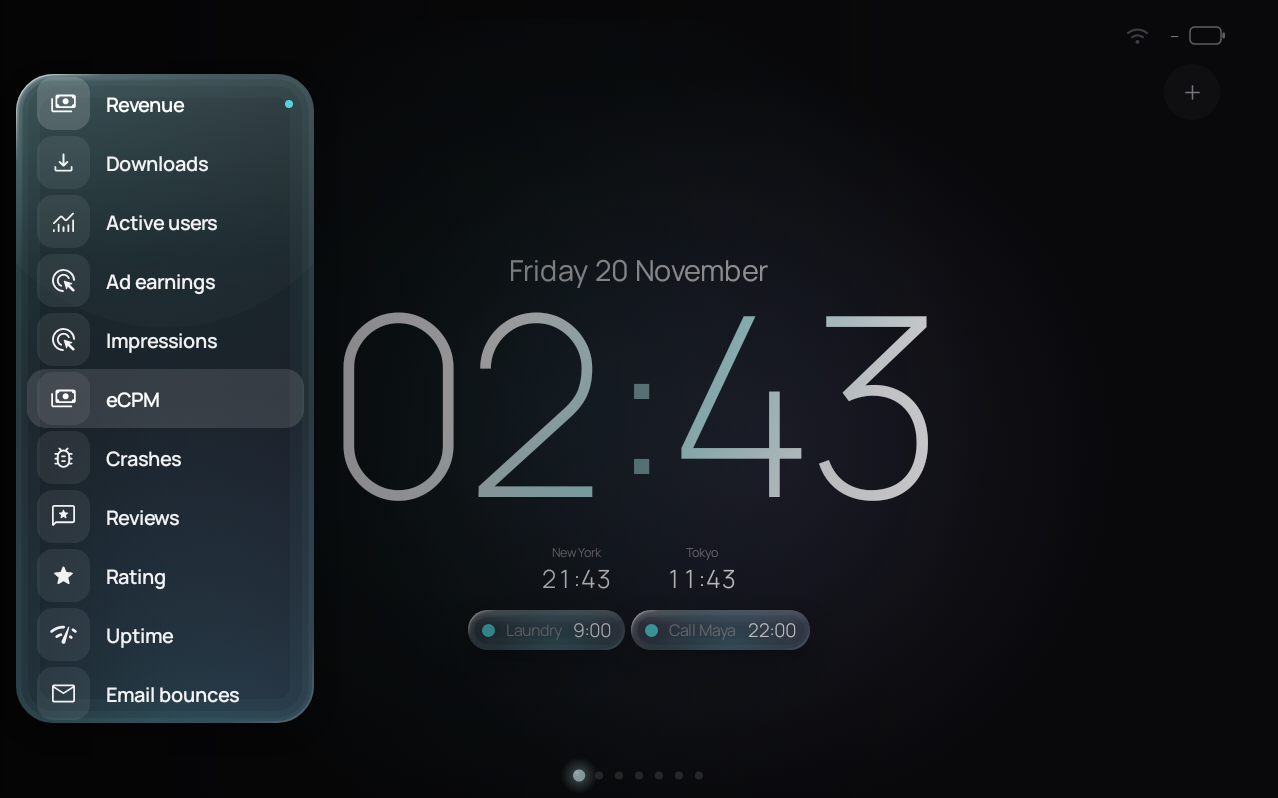 Revenue
Downloads
Active users
Ad earnings
Impressions
eCPM
Crashes
Reviews
Rating
Uptime
Email bounces
–
+
Friday 20 November
02:43
New York
21:43
Tokyo
11:43
Laundry 9:00
Call Maya 22:00